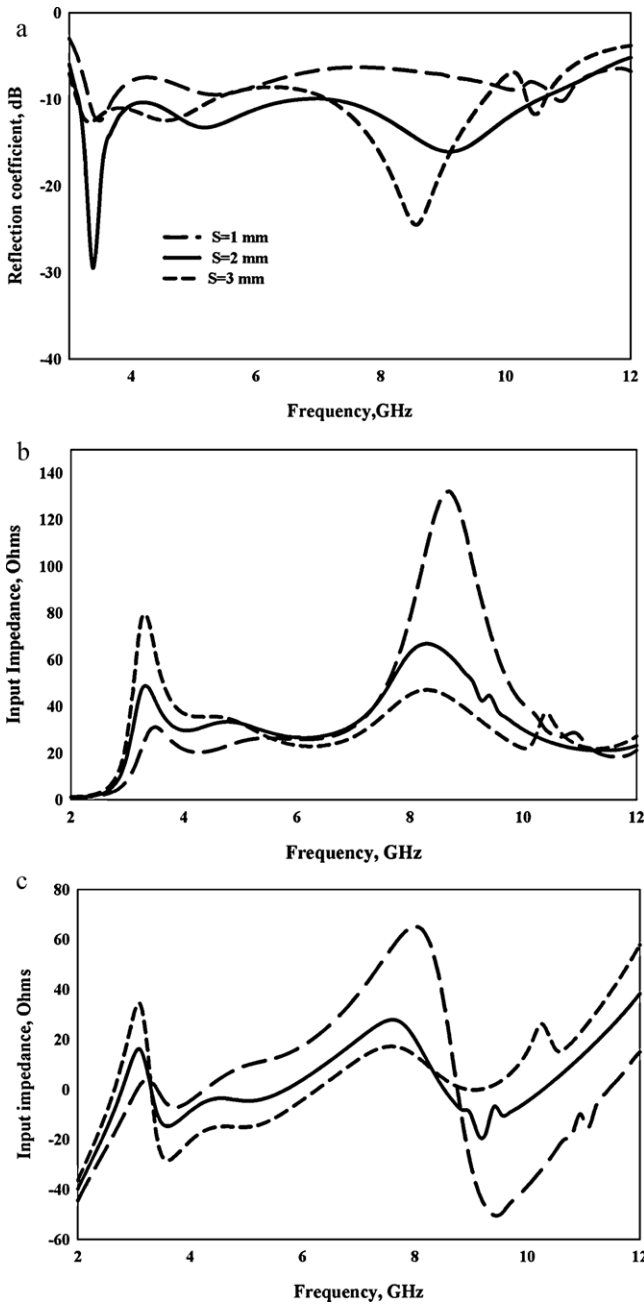 a
0
-10
-20
-30
-40
Reflection coefficient, dB
S=1 mm
S=2 mm
S=3 mm
4 6 8 10 12
Frequency,GHz
b
140
120
100
80
60
40
20
0
Input Impedance, Ohms
2 4 6 8 10 12
Frequency, GHz
c
80
60
40
20
0
-20
-40
-60
Input impedance, Ohms
2 4 6 8 10 12
Frequency, GHz